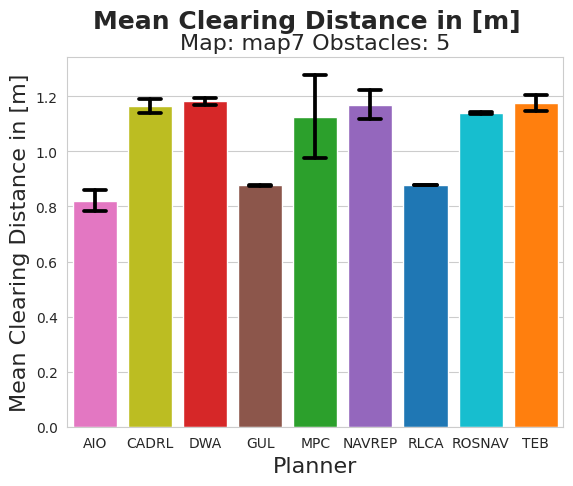 Mean Clearing Distance in [m]
Map: map7 Obstacles: 5
Mean Clearing Distance in [m]
1.2
1.0
0.8
0.6
0.4
0.2
0.0
AIO CADRL DWA GUL MPC NAVREP RLCA ROSNAV TEB
Planner